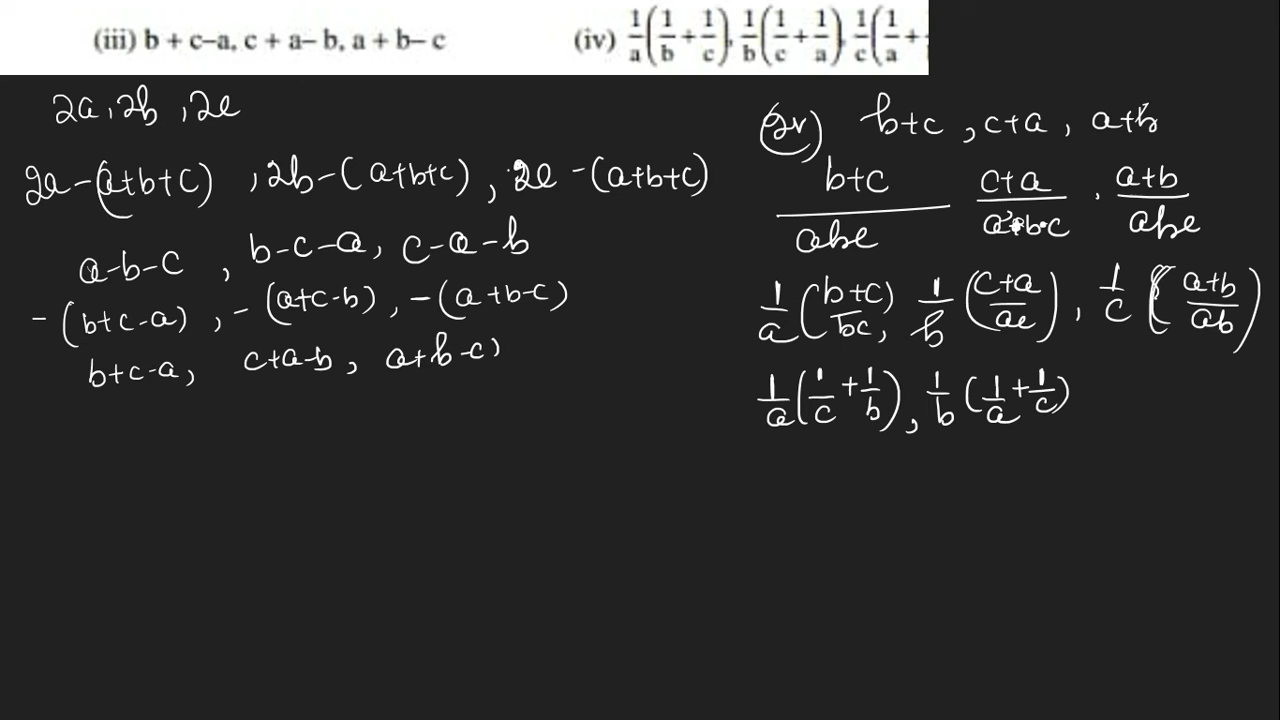 (iii) b + c–a, c + a– b, a + b– c
(iv) 1/a(1/b + 1/c), 1/b(1/c + 1/a), 1/c(1/a +
2a, 2b, 2c
2a-(a+b+c), 2b-(a+b+c), 2c-(a+b+c)
a-b-c, b-c-a, c-a-b
-(b+c-a), -(a+c-b), -(a+b-c)
b+c-a, c+a-b, a+b-c
(iv) b+c, c+a, a+b
b+c/abc c+a/a·b·c, a+b/abc
1/a(b+c/bc), 1/b(c+a/ac), 1/c(a+b/ab)
1/a(1/c+1/b), 1/b(1/a+1/c)